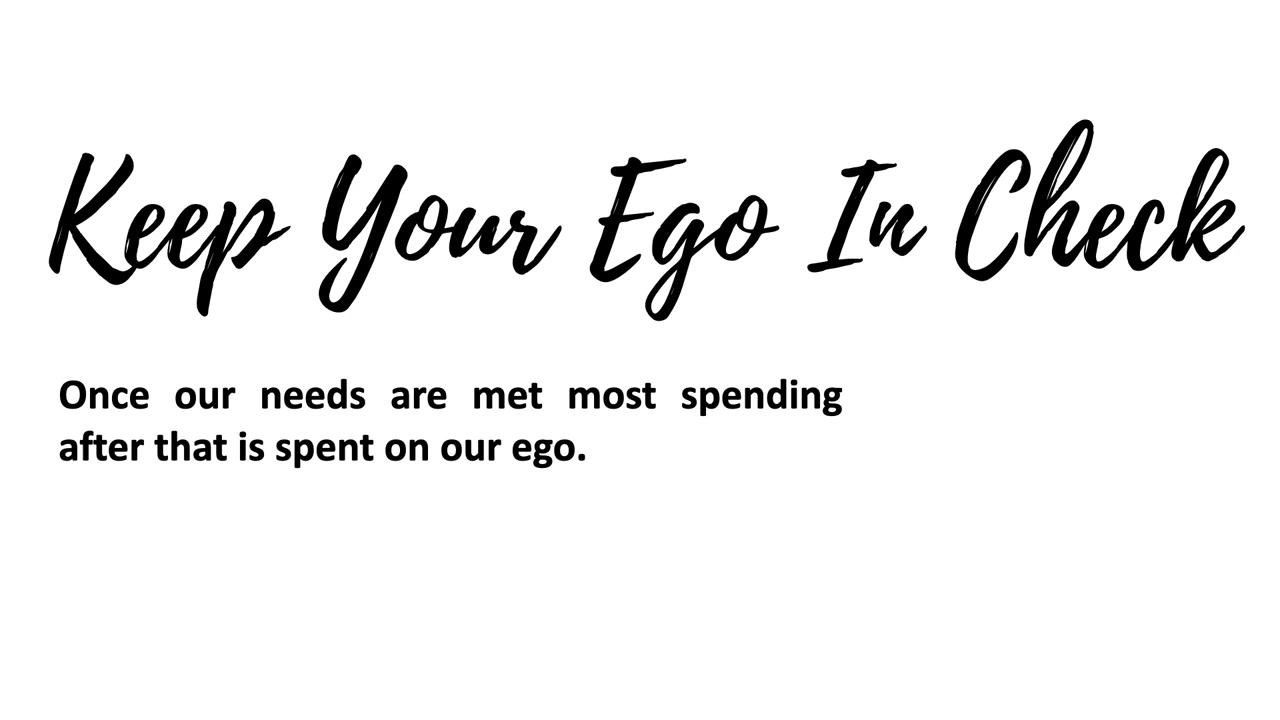 Keep Your Ego In Check
Once our needs are met most spending
after that is spent on our ego.